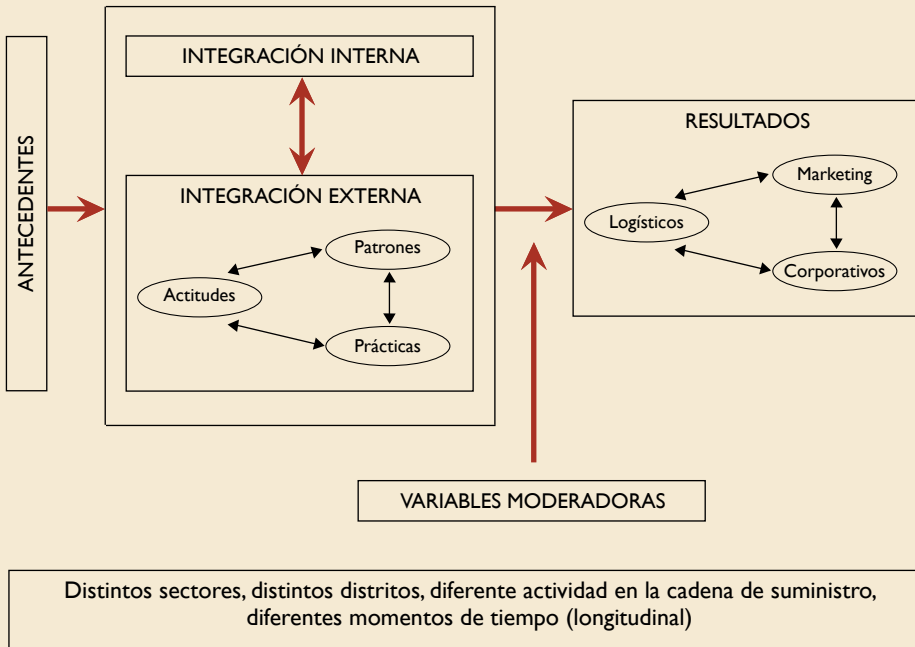 ANTECEDENTES
INTEGRACIÓN INTERNA
INTEGRACIÓN EXTERNA
Actitudes
Patrones
Prácticas
RESULTADOS
Logísticos
Marketing
Corporativos
VARIABLES MODERADORAS
Distintos sectores, distintos distritos, diferente actividad en la cadena de suministro,
diferentes momentos de tiempo (longitudinal)